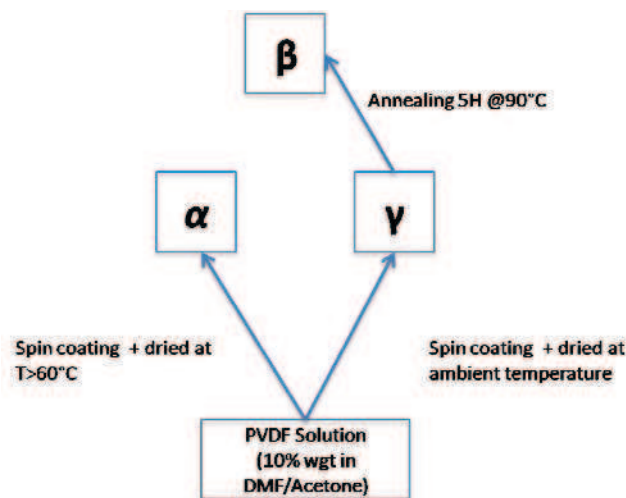 β
Annealing 5H @90°C
α
γ
Spin coating + dried at
T>60°C
Spin coating + dried at
ambient temperature
PVDF Solution
(10% wgt in
DMF/Acetone)